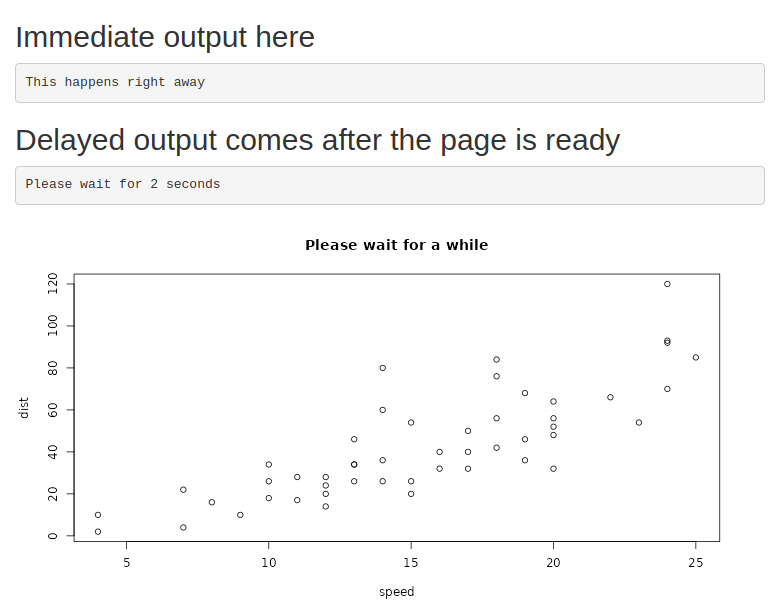 Immediate output here
This happens right away
Delayed output comes after the page is ready
Please wait for 2 seconds
Please wait for a while
120
100
80
60
40
20
0
dist
5 10 15 20 25
speed